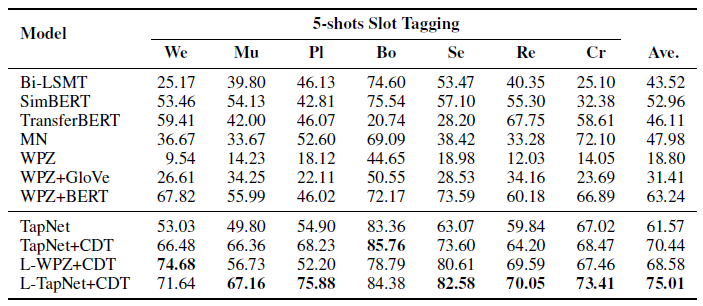 Model 5-shots Slot Tagging
We Mu Pl Bo Se Re Cr Ave.
Bi-LSMT 25.17 39.80 46.13 74.60 53.47 40.35 25.10 43.52
SimBERT 53.46 54.13 42.81 75.54 57.10 55.30 32.38 52.96
TransferBERT 59.41 42.00 46.07 20.74 28.20 67.75 58.61 46.11
MN 36.67 33.67 52.60 69.09 38.42 33.28 72.10 47.98
WPZ 9.54 14.23 18.12 44.65 18.98 12.03 14.05 18.80
WPZ+GloVe 26.61 34.25 22.11 50.55 28.53 34.16 23.69 31.41
WPZ+BERT 67.82 55.99 46.02 72.17 73.59 60.18 66.89 63.24
TapNet 53.03 49.80 54.90 83.36 63.07 59.84 67.02 61.57
TapNet+CDT 66.48 66.36 68.23 85.76 73.60 64.20 68.47 70.44
L-WPZ+CDT 74.68 56.73 52.20 78.79 80.61 69.59 67.46 68.58
L-TapNet+CDT 71.64 67.16 75.88 84.38 82.58 70.05 73.41 75.01